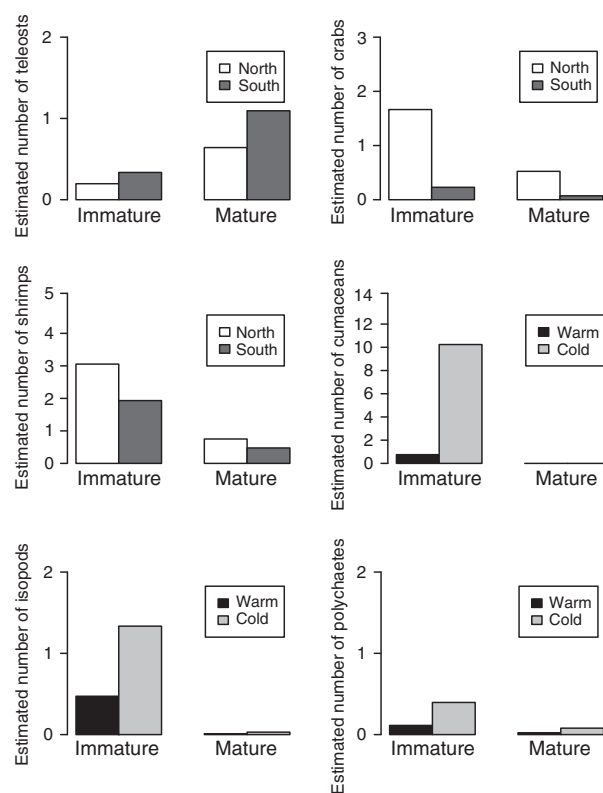 Estimated number of teleosts
2
1
0
North
South
Immature
Mature
Estimated number of crabs
3
2
1
0
North
South
Immature
Mature
Estimated number of shrimps
5
4
3
2
1
0
North
South
Immature
Mature
Estimated number of cumaceans
14
12
10
8
6
4
2
0
Warm
Cold
Immature
Mature
Estimated number of isopods
2
1
0
Warm
Cold
Immature
Mature
Estimated number of polychaetes
2
1
0
Warm
Cold
Immature
Mature